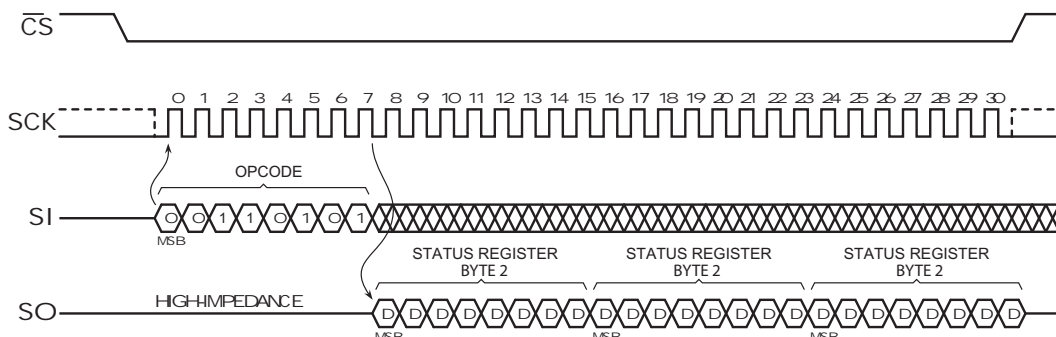 CS
SCK
0 1 2 3 4 5 6 7 8 9 10 11 12 13 14 15 16 17 18 19 20 21 22 23 24 25 26 27 28 29 30
OPCODE
SI
0 0 1 1 0 1 0 1
MSB
STATUS REGISTER
BYTE 2
STATUS REGISTER
BYTE 2
STATUS REGISTER
BYTE 2
SO
HIGH-IMPEDANCE
D D D D D D D D D D D D D D D D D D D D D D D D
MSB
MSB
MSB